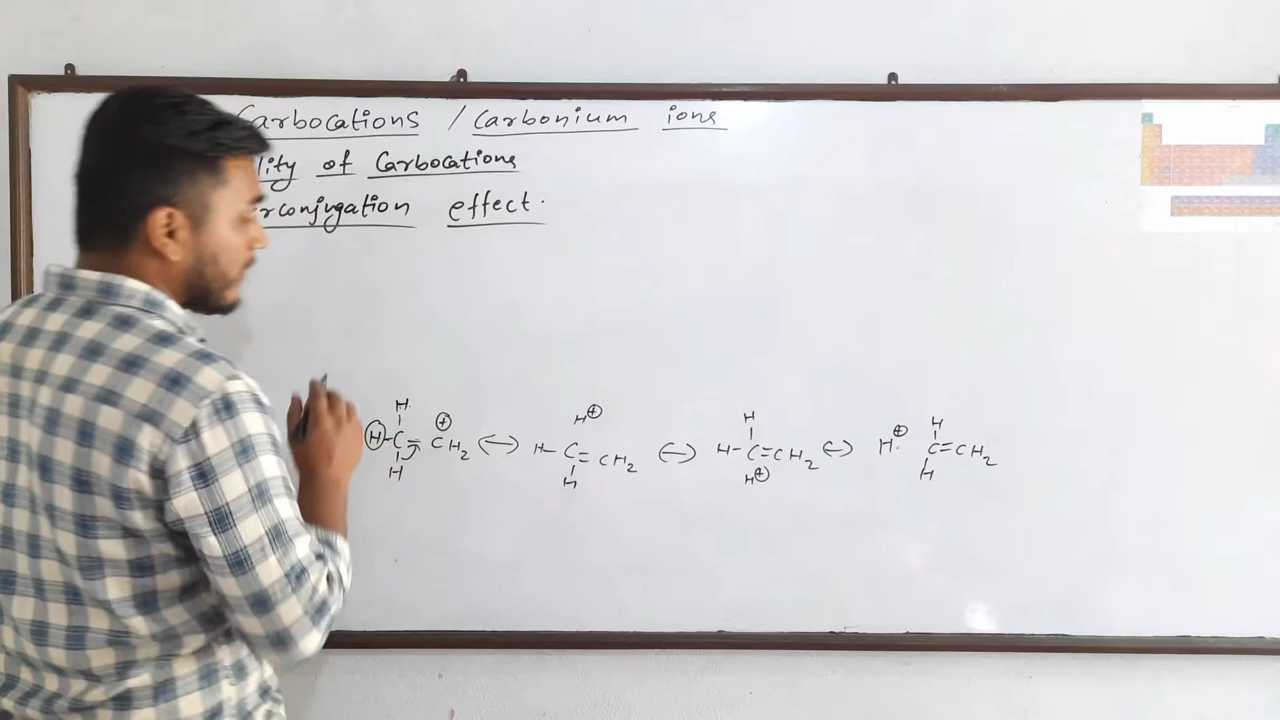 Carbocations / Carbonium ions
lity of Carbocations
rconjugation effect.
H H ⊕ H H
H-C=CH2 ⊕ ↔ H-C=CH2 ↔ H-C=CH2 ↔ H⊕ C=CH2
H H H⊕ H